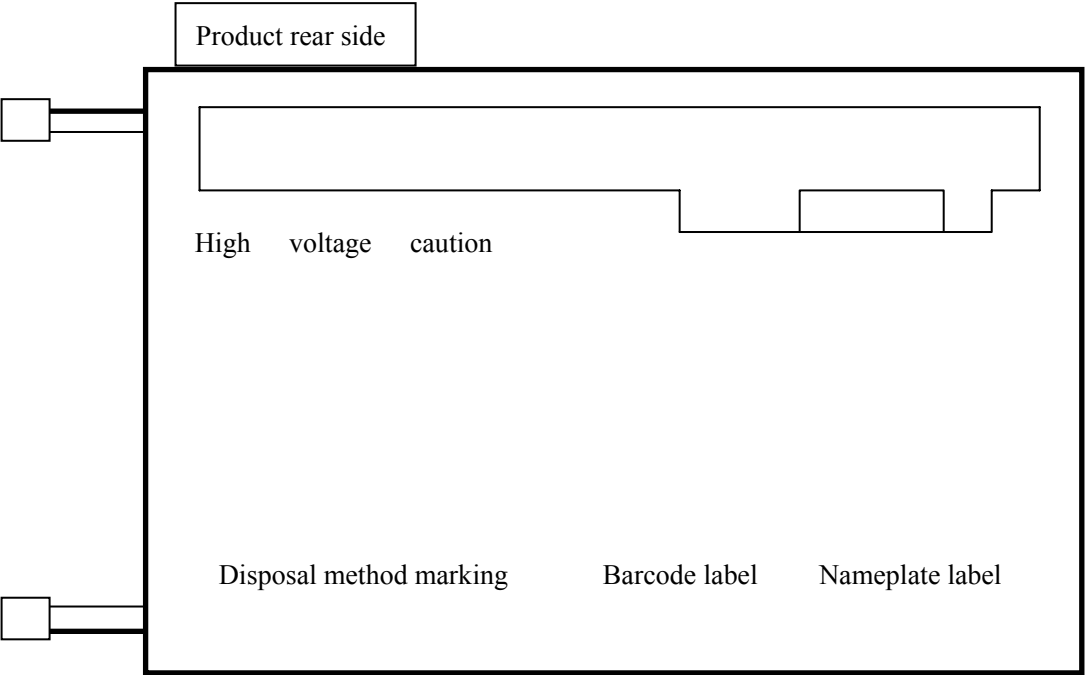 Product rear side
High voltage caution
Disposal method marking Barcode label Nameplate label